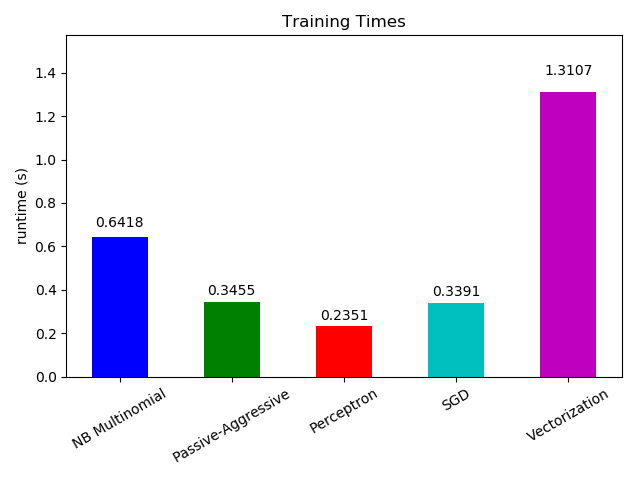 Training Times
runtime (s)
1.4
1.2
1.0
0.8
0.6
0.4
0.2
0.0
0.6418
0.3455
0.2351
0.3391
1.3107
NB Multinomial
Passive-Aggressive
Perceptron
SGD
Vectorization